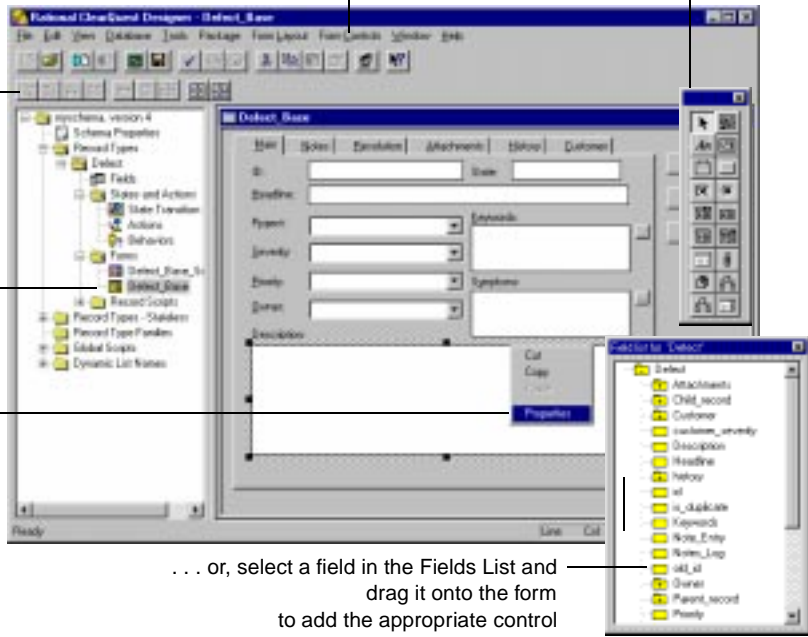 Rational ClearQuest Designer - Defect_Base
File Edit View Database Tools Package Form Layout Form Controls Window Help
myschema, version 4
Schema Properties
Record Types
Defect
Fields
States and Actions
State Transition
Actions
Behaviors
Forms
Defect_Base_Su
Defect_Base
Record Scripts
Record Types - Stateless
Record Type Families
Global Scripts
Dynamic List Names
Defect_Base
Main Notes Resolution Attachments History Customer
ID: State:
Headline:
Project: Keywords:
Severity:
Priority: Symptoms:
Owner:
Description:
Cut
Copy
Properties
Ready
Line Col
Field list for 'Defect'
Defect
Attachments
Child_record
Customer
customer_severity
Description
Headline
history
id
is_duplicate
Keywords
Note_Entry
Notes_Log
old_id
Owner
Parent_record
Priority
. . . or, select a field in the Fields List and
drag it onto the form
to add the appropriate control